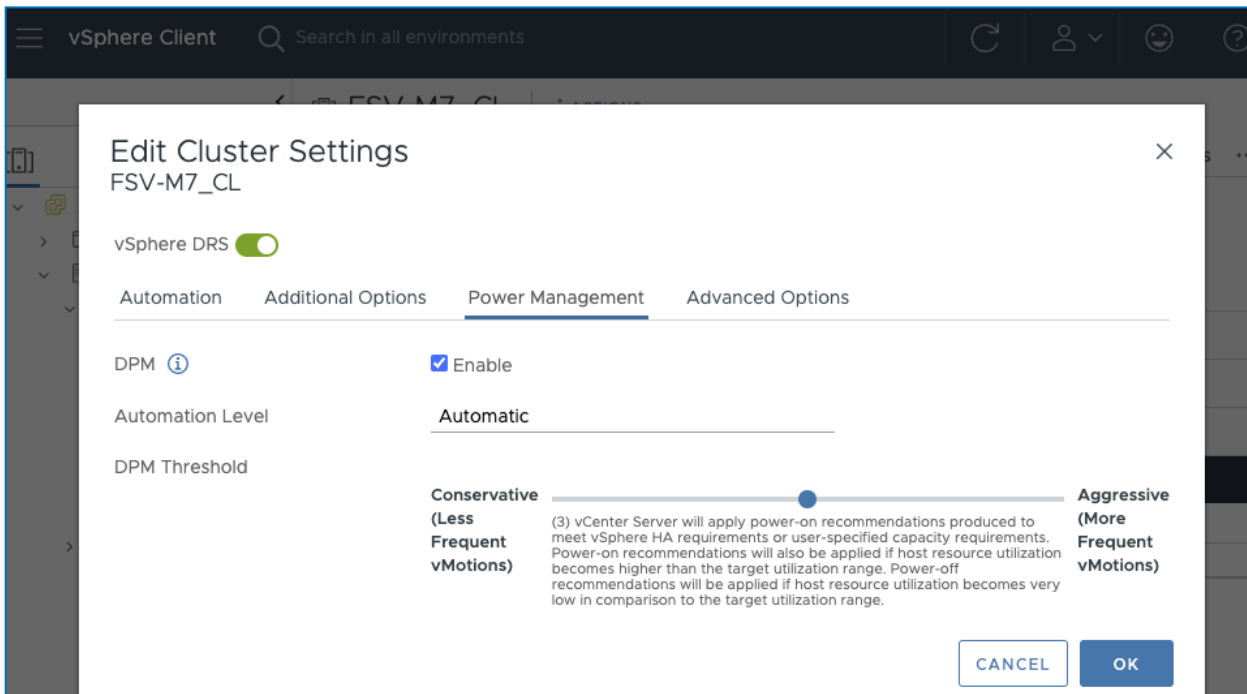 vSphere Client
Search in all environments
FSV-M7_CL
ACTIONS
Edit Cluster Settings
FSV-M7_CL
s
vSphere DRS
Automation Additional Options Power Management Advanced Options
DPM
Enable
Automation Level
Automatic
DPM Threshold
Conservative
(Less
Frequent
vMotions)
(3) vCenter Server will apply power-on recommendations produced to
meet vSphere HA requirements or user-specified capacity requirements.
Power-on recommendations will also be applied if host resource utilization
becomes higher than the target utilization range. Power-off
recommendations will be applied if host resource utilization becomes very
low in comparison to the target utilization range.
Aggressive
(More
Frequent
vMotions)
CANCEL OK